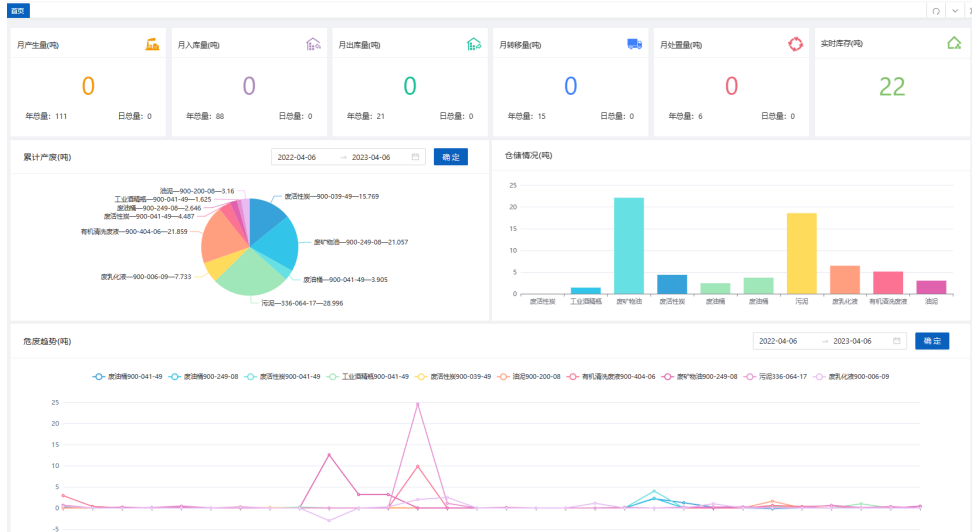 首页
月产生量(吨)
0
年总量：111 日总量：0
月入库量(吨)
0
年总量：88 日总量：0
月出库量(吨)
0
年总量：21 日总量：0
月转移量(吨)
0
年总量：15 日总量：0
月处置量(吨)
0
年总量：6 日总量：0
实时库存(吨)
22
累计产废(吨)
2022-04-06 → 2023-04-06 确定
油泥—900-200-08—3.16
工业酒精瓶—900-041-49—1.625
废油桶—900-249-08—2.646
废活性炭—900-041-49—4.487
有机清洗废液—900-404-06—21.859
废乳化液—900-006-09—7.733
废活性炭—900-039-49—15.769
废矿物油—900-249-08—21.057
废油桶—900-041-49—3.905
污泥—336-064-17—28.996
仓储情况(吨)
25
20
15
10
5
0
废活性炭 工业酒精瓶 废矿物油 废活性炭 废油桶 废油桶 污泥 废乳化液 有机清洗废液 油泥
危废趋势(吨)
2022-04-06 → 2023-04-06 确定
废油桶900-041-49 废油桶900-249-08 废活性炭900-041-49 工业酒精瓶900-041-49 废活性炭900-039-49 油泥900-200-08 有机清洗废液900-404-06 废矿物油900-249-08 污泥336-064-17 废乳化液900-006-09
25
20
15
10
5
0
-5